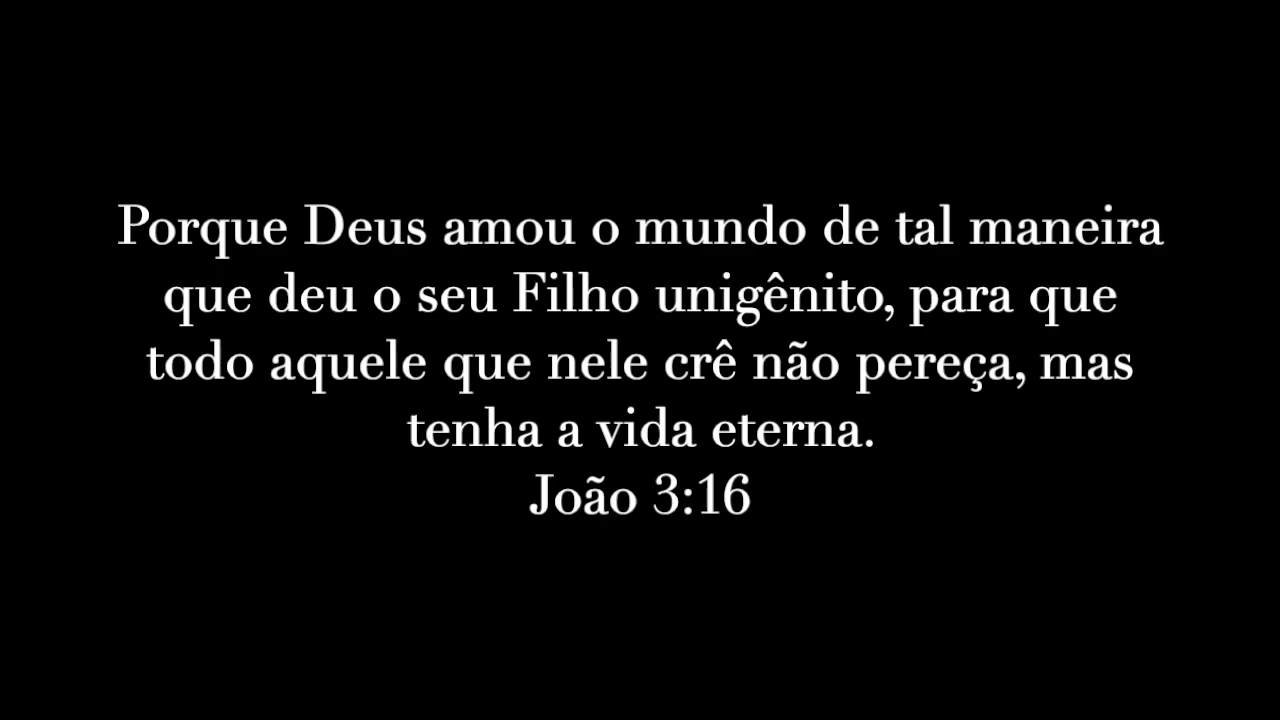 Porque Deus amou o mundo de tal maneira
que deu o seu Filho unigênito, para que
todo aquele que nele crê não pereça, mas
tenha a vida eterna.
João 3:16